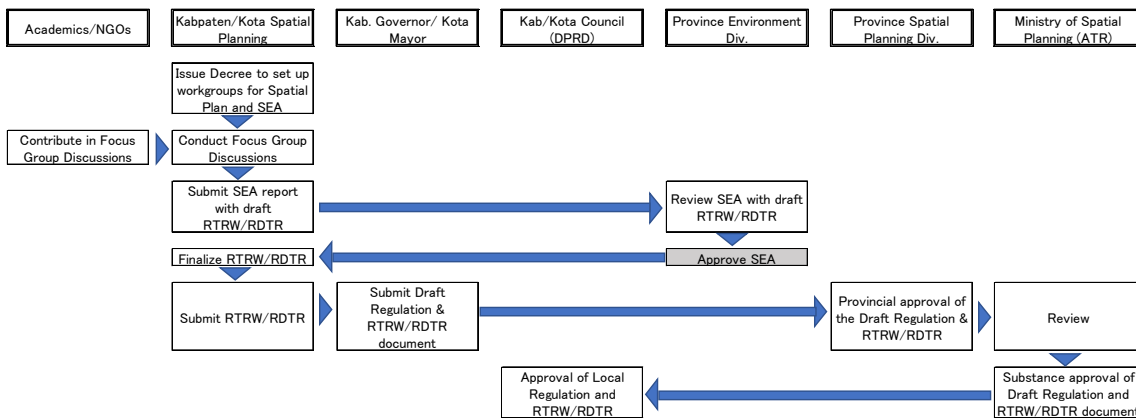 Academics/NGOs
Kabpaten/Kota Spatial
Planning
Kab. Governor/ Kota
Mayor
Kab/Kota Council
(DPRD)
Province Environment
Div.
Province Spatial
Planning Div.
Ministry of Spatial
Planning (ATR)
Issue Decree to set up
workgroups for Spatial
Plan and SEA
Contribute in Focus
Group Discussions
Conduct Focus Group
Discussions
Submit SEA report
with draft
RTRW/RDTR
Review SEA with draft
RTRW/RDTR
Finalize RTRW/RDTR
Approve SEA
Submit RTRW/RDTR
Submit Draft
Regulation &
RTRW/RDTR
document
Provincial approval of
the Draft Regulation &
RTRW/RDTR
Review
Approval of Local
Regulation and
RTRW/RDTR
Substance approval of
Draft Regulation and
RTRW/RDTR document